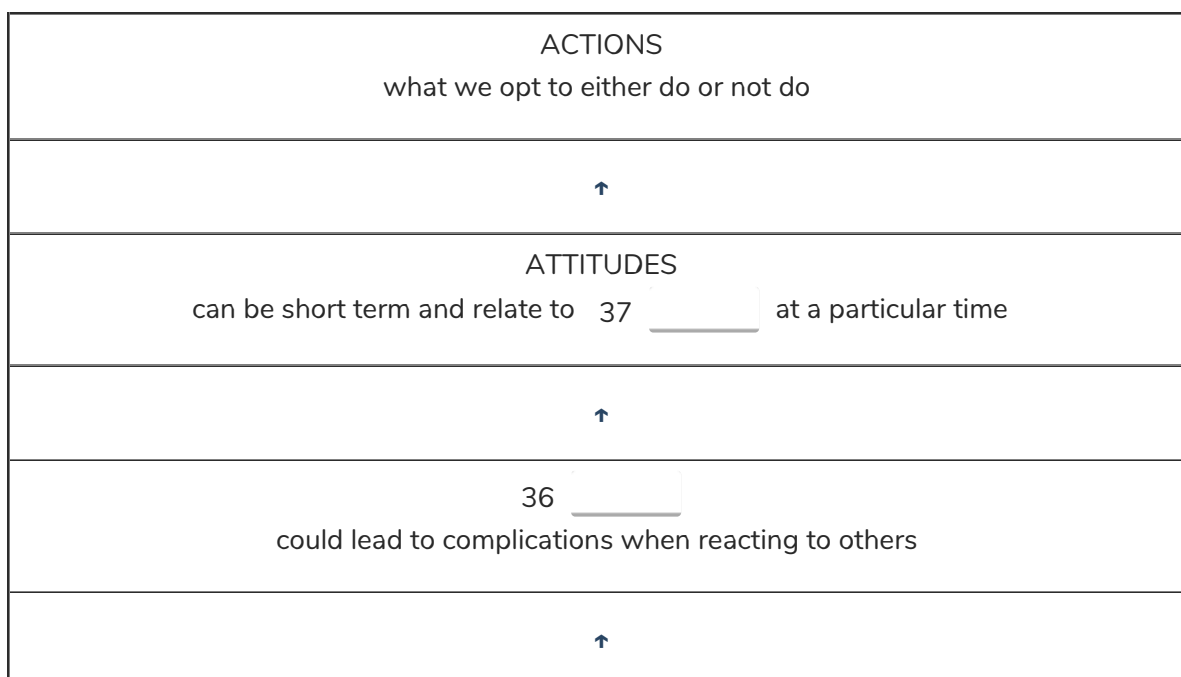 ACTIONS
what we opt to either do or not do
↑
ATTITUDES
can be short term and relate to 37 at a particular time
↑
36
could lead to complications when reacting to others
↑